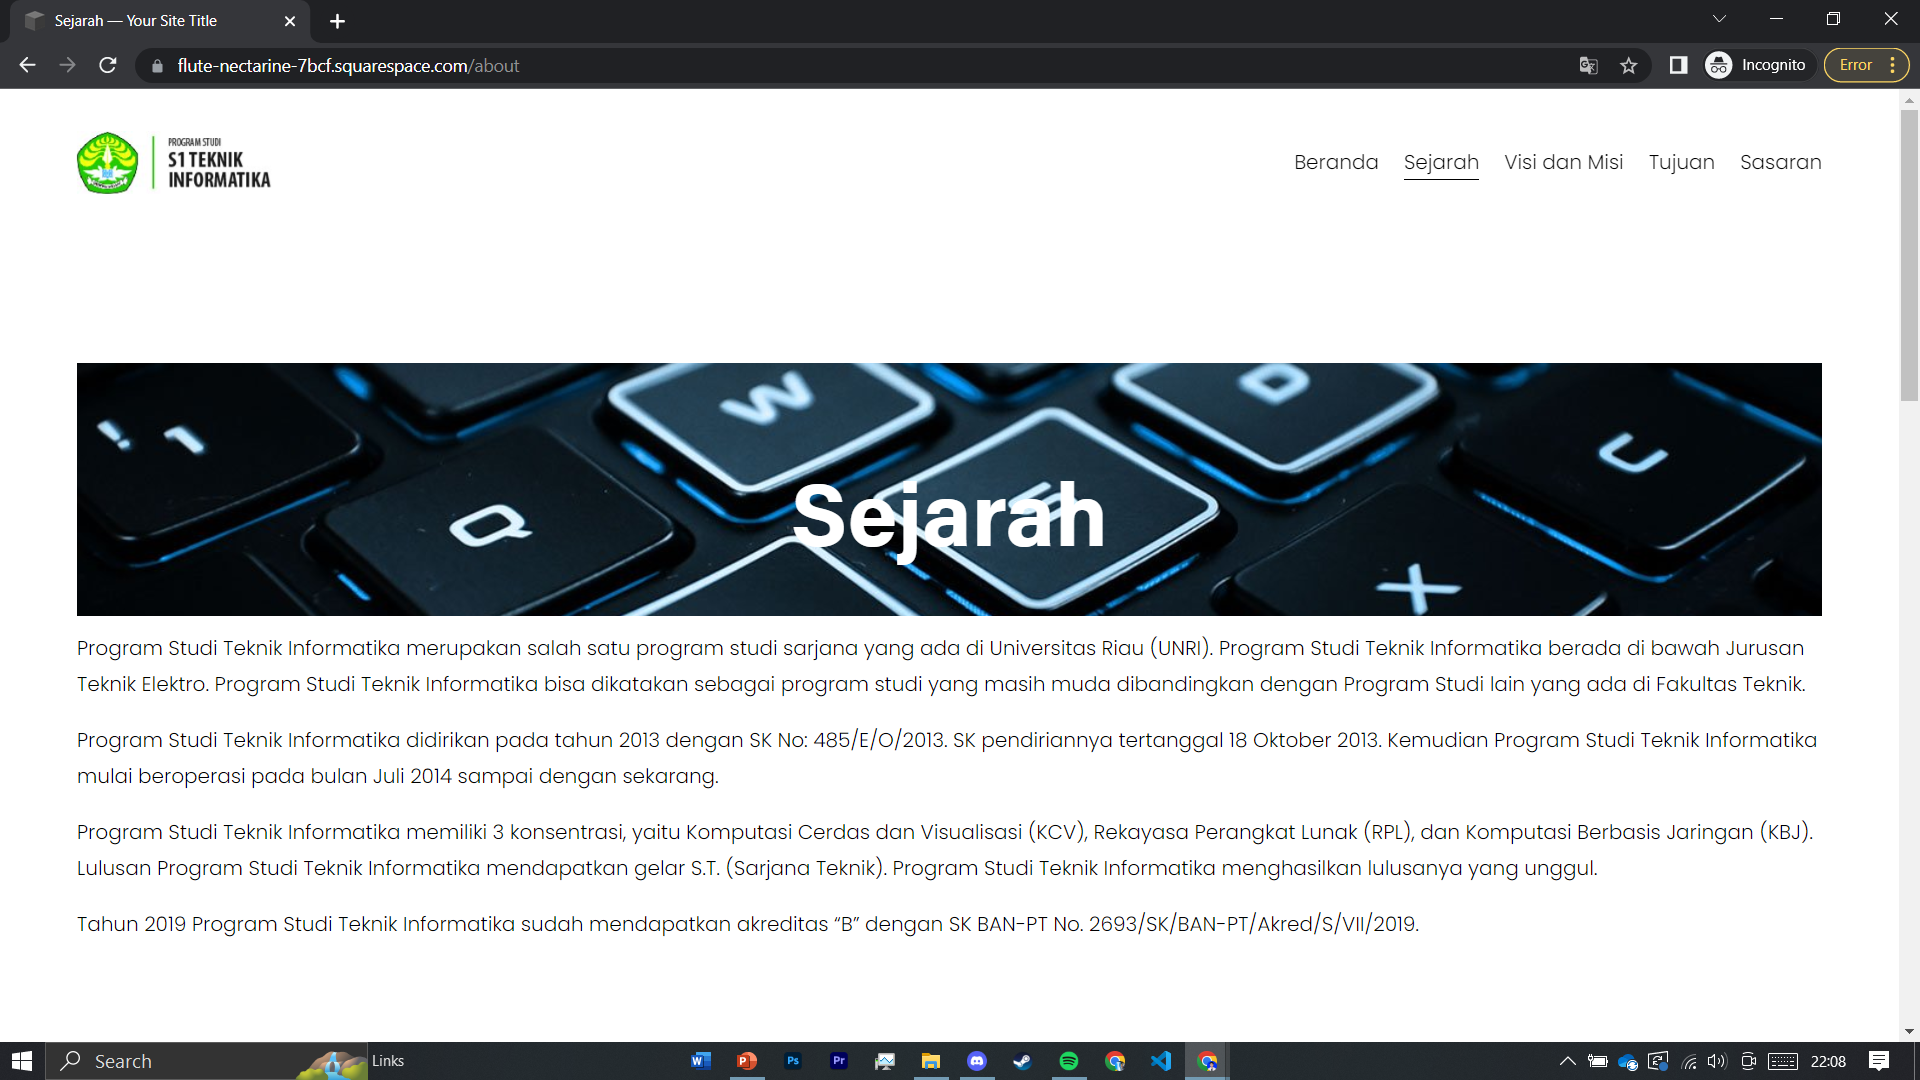 Sejarah — Your Site Title
flute-nectarine-7bcf.squarespace.com/about
Incognito
Error
PROGRAM STUDI
S1 TEKNIK
INFORMATIKA
Beranda Sejarah Visi dan Misi Tujuan Sasaran
! 1 Q W S D X U
Sejarah
Program Studi Teknik Informatika merupakan salah satu program studi sarjana yang ada di Universitas Riau (UNRI). Program Studi Teknik Informatika berada di bawah Jurusan
Teknik Elektro. Program Studi Teknik Informatika bisa dikatakan sebagai program studi yang masih muda dibandingkan dengan Program Studi lain yang ada di Fakultas Teknik.
Program Studi Teknik Informatika didirikan pada tahun 2013 dengan SK No: 485/E/O/2013. SK pendiriannya tertanggal 18 Oktober 2013. Kemudian Program Studi Teknik Informatika
mulai beroperasi pada bulan Juli 2014 sampai dengan sekarang.
Program Studi Teknik Informatika memiliki 3 konsentrasi, yaitu Komputasi Cerdas dan Visualisasi (KCV), Rekayasa Perangkat Lunak (RPL), dan Komputasi Berbasis Jaringan (KBJ).
Lulusan Program Studi Teknik Informatika mendapatkan gelar S.T. (Sarjana Teknik). Program Studi Teknik Informatika menghasilkan lulusanya yang unggul.
Tahun 2019 Program Studi Teknik Informatika sudah mendapatkan akreditas “B” dengan SK BAN-PT No. 2693/SK/BAN-PT/Akred/S/VII/2019.
Search
Links
W P Ps Pr
22:08